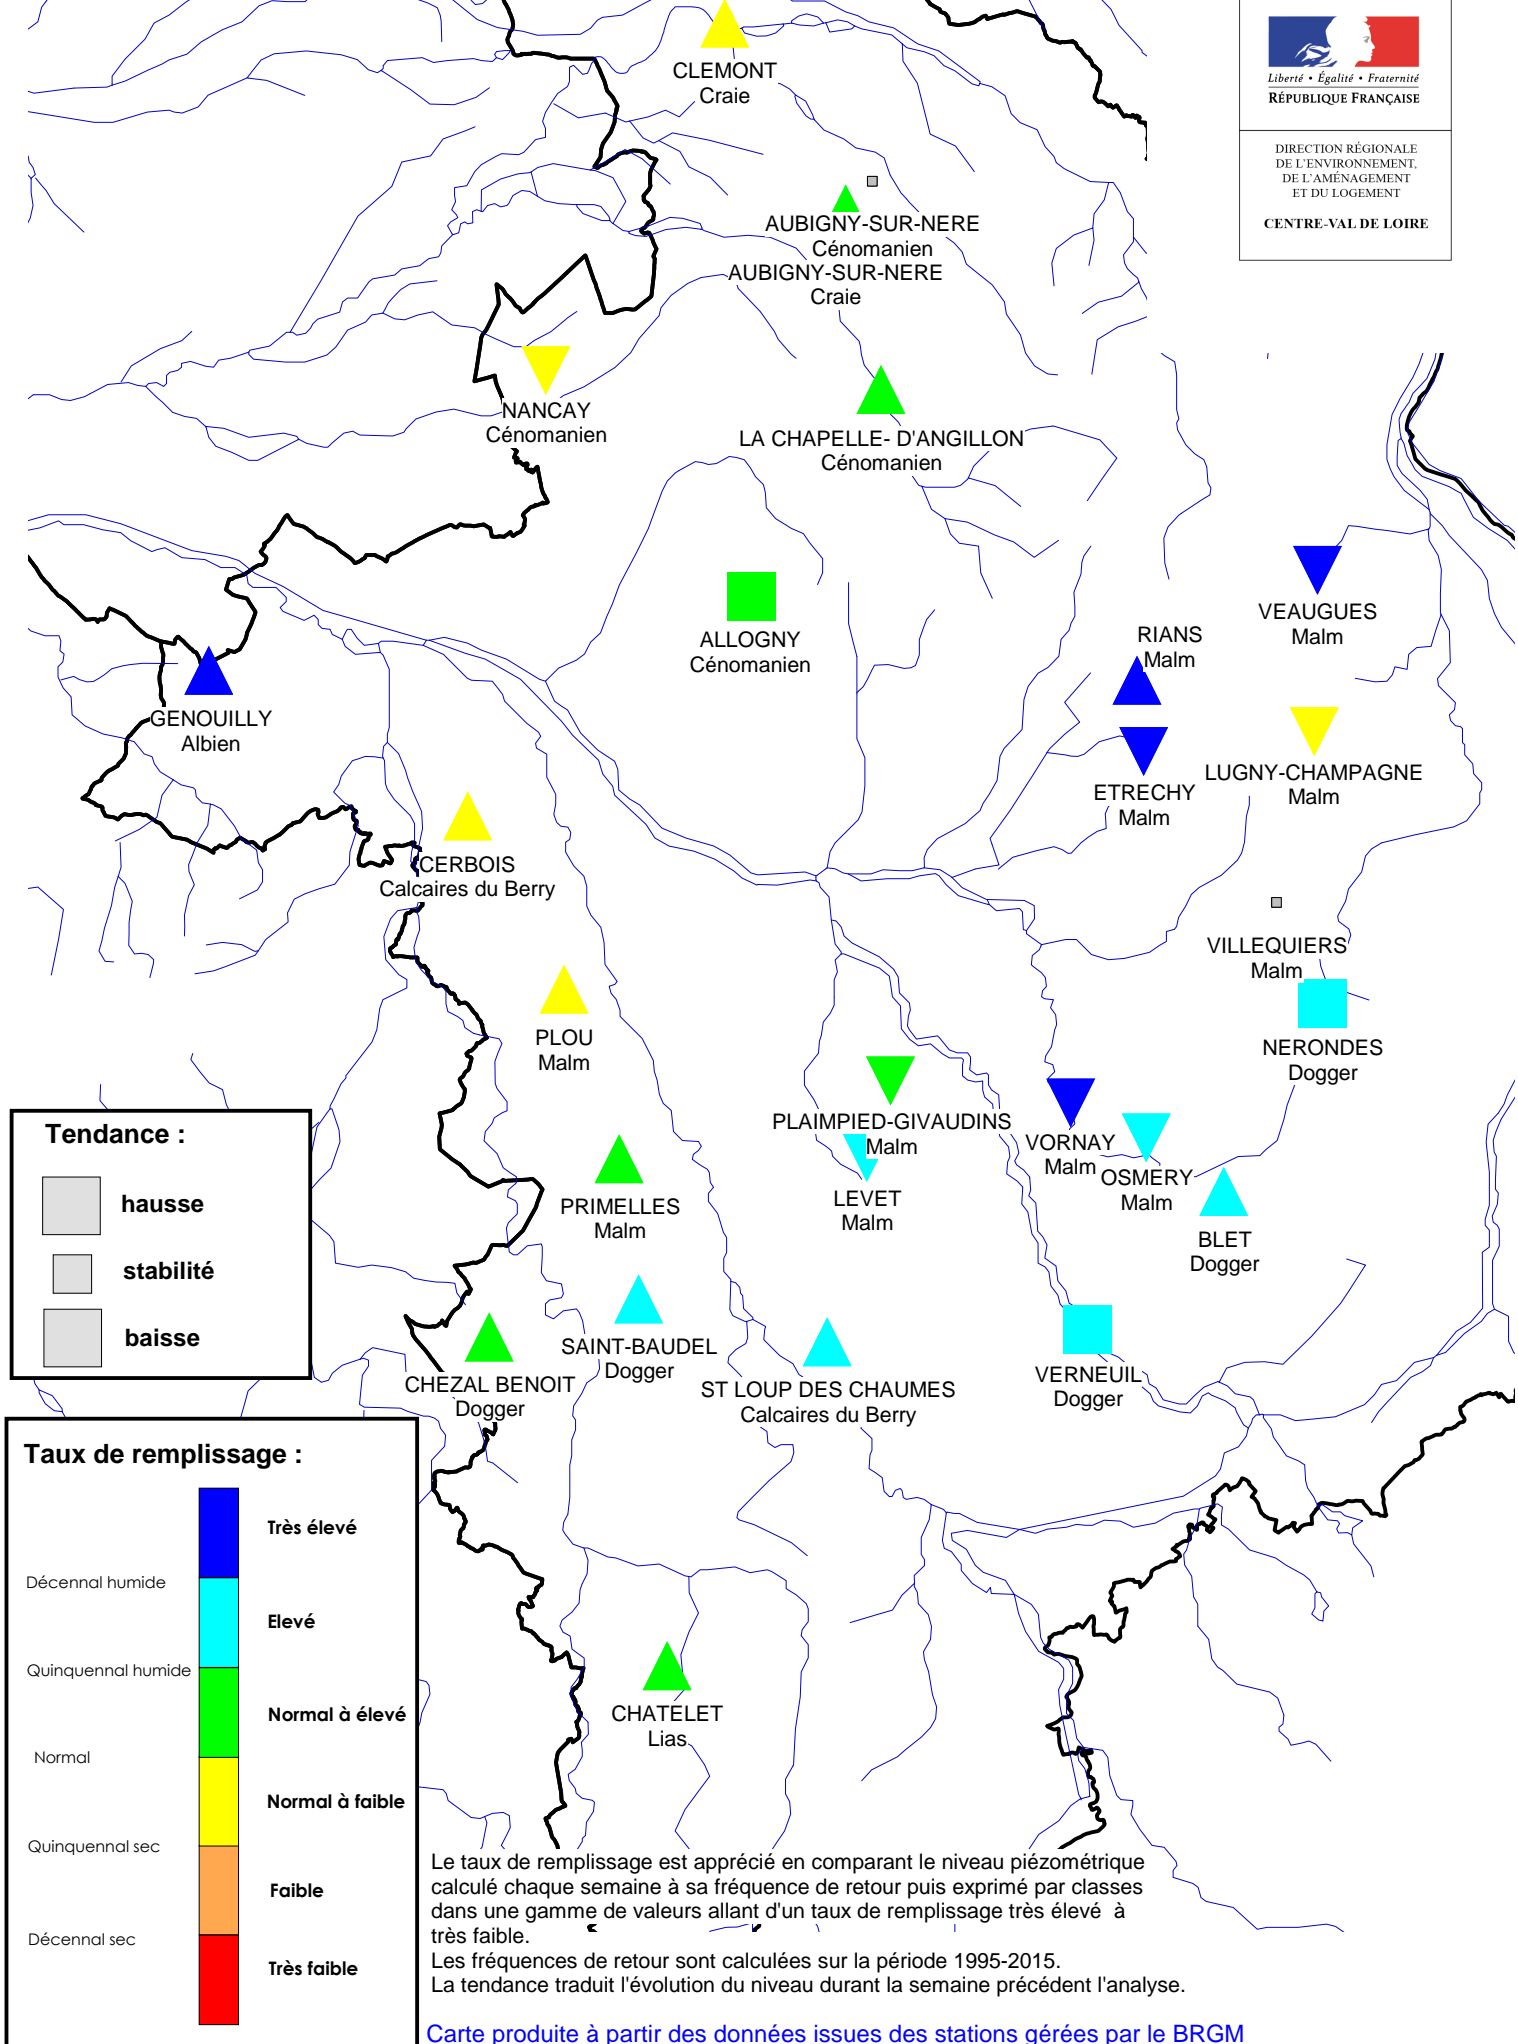 Liberté • Égalité • Fraternité
RÉPUBLIQUE FRANÇAISE
DIRECTION RÉGIONALE
DE L'ENVIRONNEMENT,
DE L'AMÉNAGEMENT
ET DU LOGEMENT
CENTRE-VAL DE LOIRE
CLEMONT
Craie
AUBIGNY-SUR-NERE
Cénomanien
AUBIGNY-SUR-NERE
Craie
NANCAY
Cénomanien
LA CHAPELLE- D'ANGILLON
Cénomanien
ALLOGNY
Cénomanien
VEAUGUES
Malm
RIANS
Malm
GENOUILLY
Albien
LUGNY-CHAMPAGNE
Malm
ETRECHY
Malm
CERBOIS
Calcaires du Berry
VILLEQUIERS
Malm
PLOU
Malm
NERONDES
Dogger
PLAIMPIED-GIVAUDINS
Malm
VORNAY
Malm
OSMERY
Malm
LEVET
Malm
PRIMELLES
Malm
BLET
Dogger
SAINT-BAUDEL
Dogger
CHEZAL BENOIT
Dogger
ST LOUP DES CHAUMES
Calcaires du Berry
VERNEUIL
Dogger
CHATELET
Lias
Tendance :
hausse
stabilité
baisse
Taux de remplissage :
Très élevé
Décennal humide
Elevé
Quinquennal humide
Normal à élevé
Normal
Normal à faible
Quinquennal sec
Faible
Décennal sec
Très faible
Le taux de remplissage est apprécié en comparant le niveau piézométrique
calculé chaque semaine à sa fréquence de retour puis exprimé par classes
dans une gamme de valeurs allant d'un taux de remplissage très élevé à
très faible.
Les fréquences de retour sont calculées sur la période 1995-2015.
La tendance traduit l'évolution du niveau durant la semaine précédent l'analyse.
Carte produite à partir des données issues des stations gérées par le BRGM